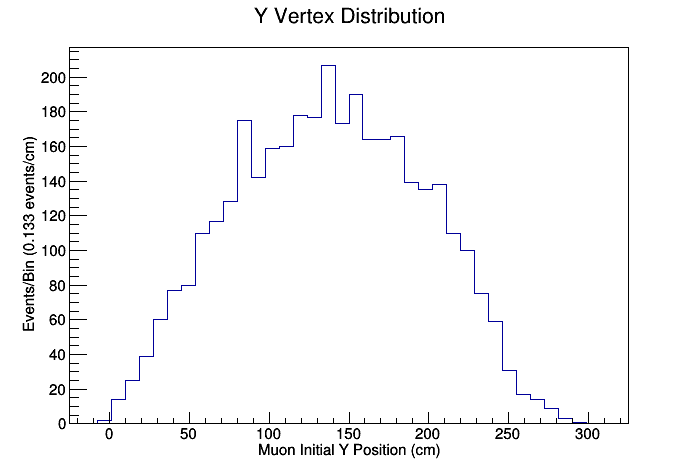 Y Vertex Distribution
Events/Bin (0.133 events/cm)
200
180
160
140
120
100
80
60
40
20
0
0 50 100 150 200 250 300
Muon Initial Y Position (cm)